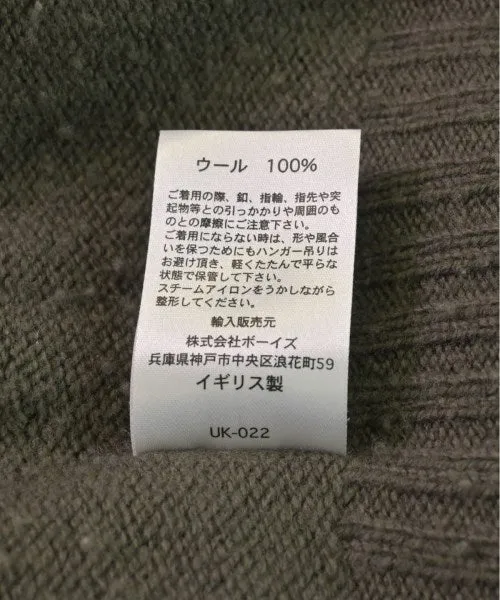 ウール 100%
ご着用の際、釦、指輪、指先や突
起物等との引っかかりや周囲のも
のとの摩擦にご注意下さい。
ご着用にならない時は、形や風合
いを保つためにもハンガー吊りは
お避け頂き、軽くたたんで平らな
状態で保管して下さい。
スチームアイロンをうかしながら
整形してください。
輸入販売元
株式会社ボーイズ
兵庫県神戸市中央区浪花町59
イギリス製
UK-022